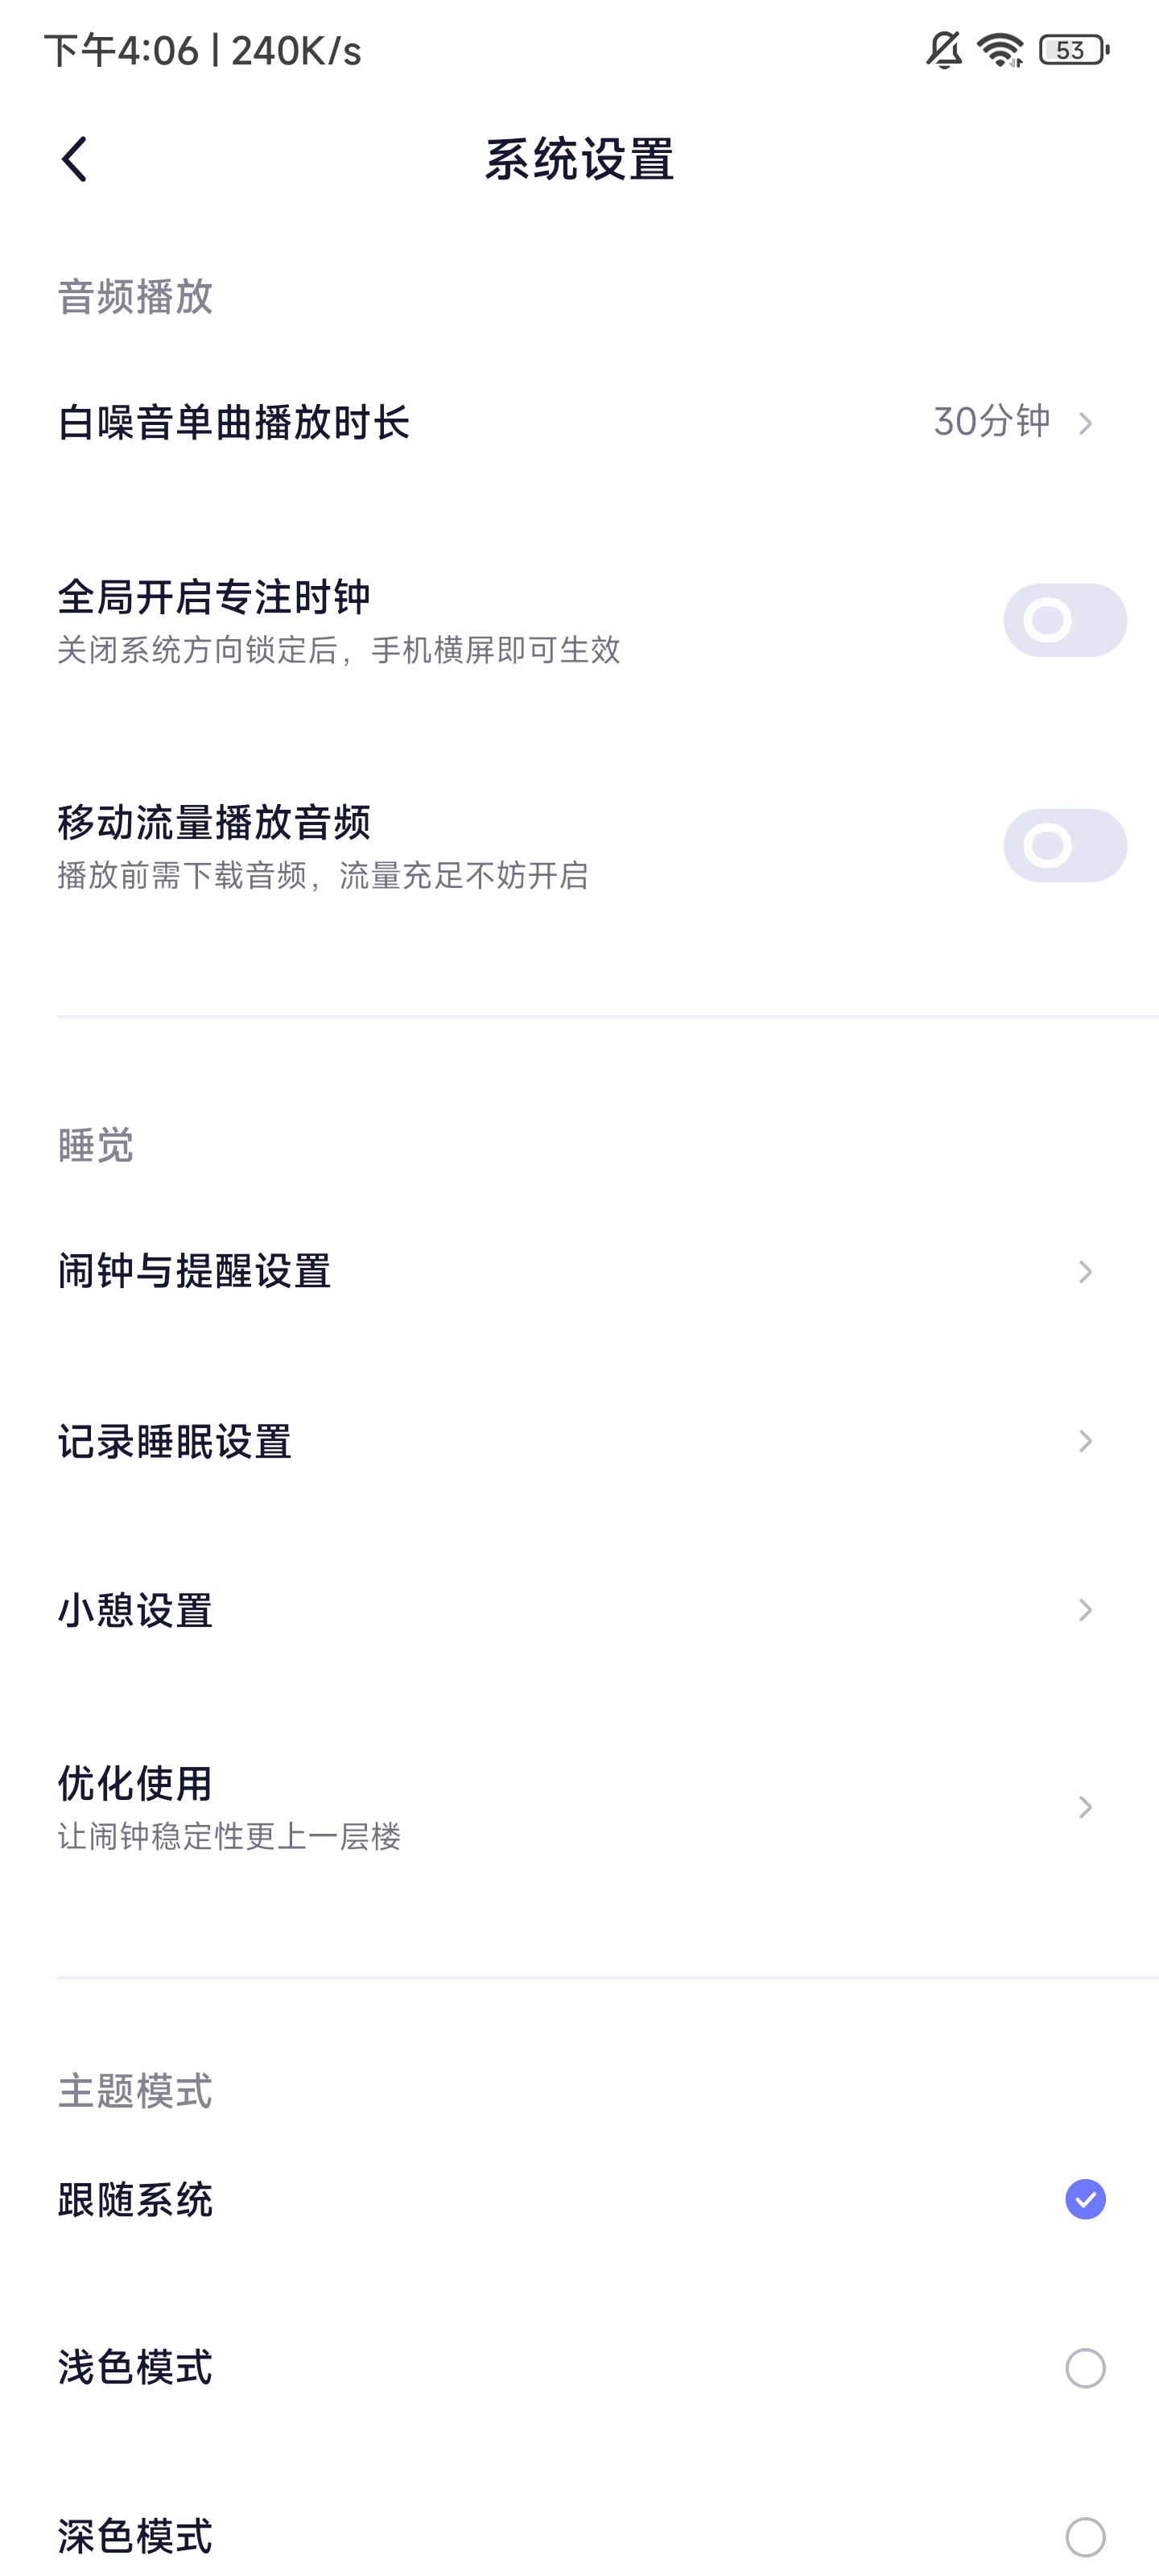 下午4:06 | 240K/s
53
系统设置
音频播放
白噪音单曲播放时长
30分钟
全局开启专注时钟
关闭系统方向锁定后，手机横屏即可生效
移动流量播放音频
播放前需下载音频，流量充足不妨开启
睡觉
闹钟与提醒设置
记录睡眠设置
小憩设置
优化使用
让闹钟稳定性更上一层楼
主题模式
跟随系统
浅色模式
深色模式